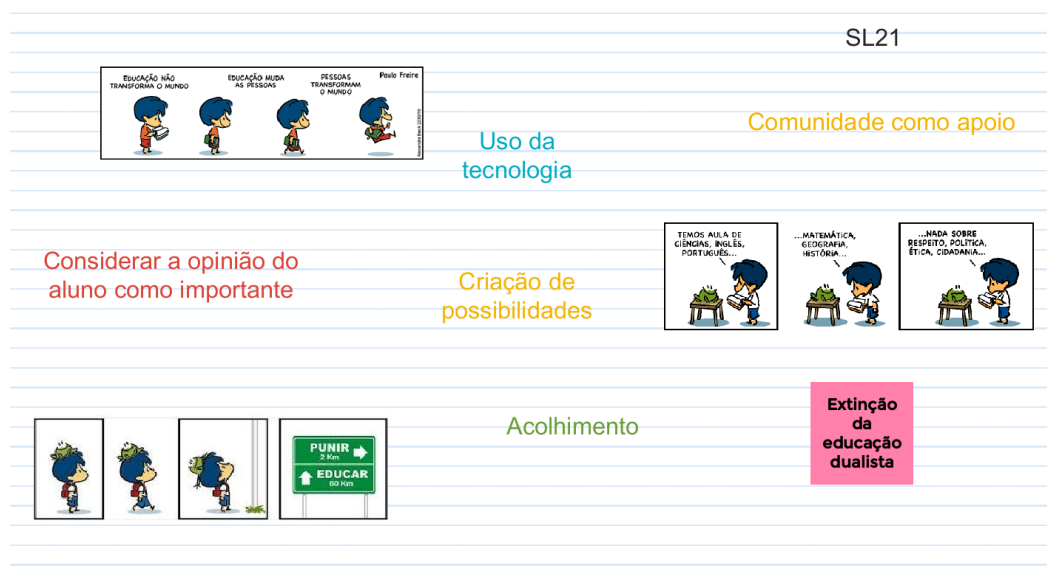 SL21
EDUCAÇÃO NÃO
TRANSFORMA O MUNDO
EDUCAÇÃO MUDA
AS PESSOAS
PESSOAS
TRANSFORMAM
O MUNDO
Paulo Freire
Uso da
tecnologia
Comunidade como apoio
Considerar a opinião do
aluno como importante
Criação de
possibilidades
TEMOS AULA DE
CIÊNCIAS, INGLÊS,
PORTUGUÊS...
...MATEMÁTICA,
GEOGRAFIA,
HISTÓRIA...
...NADA SOBRE
RESPEITO, POLÍTICA,
ÉTICA, CIDADANIA...
PUNIR
2 Km
EDUCAR
60 Km
Acolhimento
Extinção
da
educação
dualista